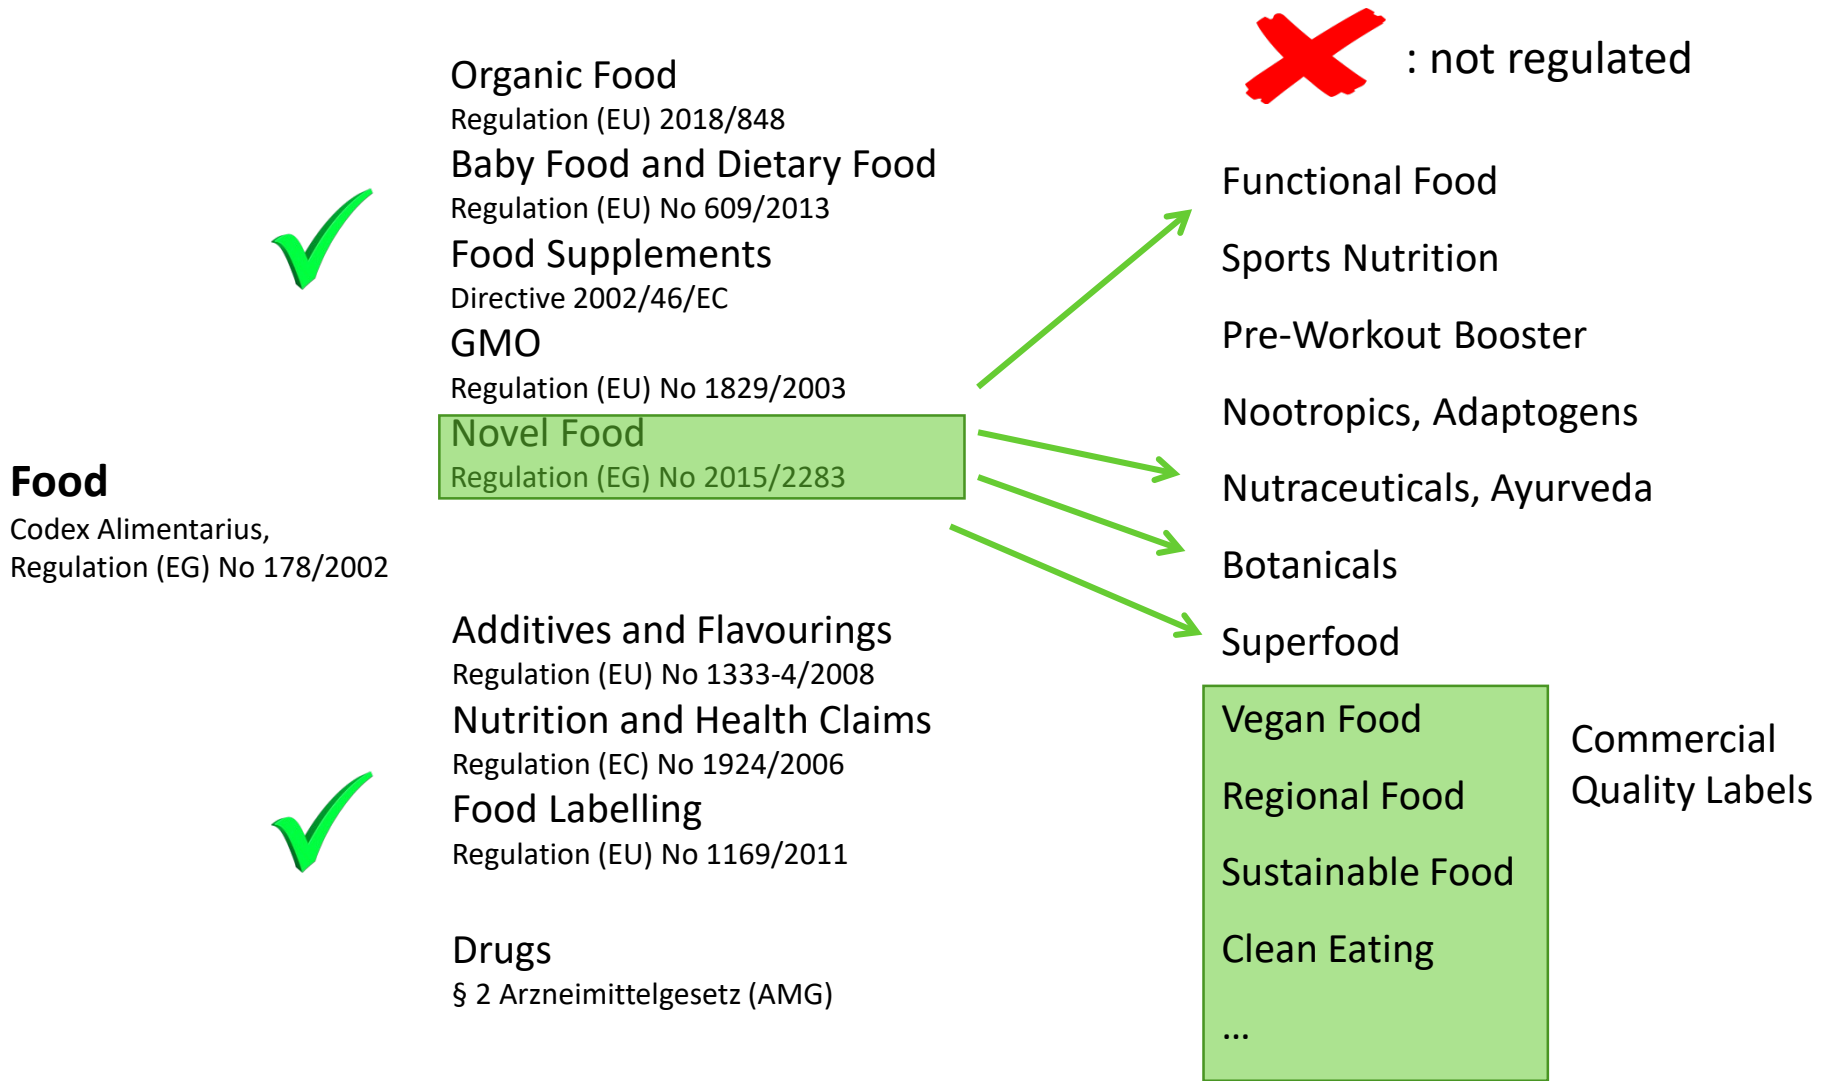 Food
Codex Alimentarius,
Regulation (EG) No 178/2002
Organic Food
Regulation (EU) 2018/848
Baby Food and Dietary Food
Regulation (EU) No 609/2013
Food Supplements
Directive 2002/46/EC
GMO
Regulation (EU) No 1829/2003
Novel Food
Regulation (EG) No 2015/2283
Additives and Flavourings
Regulation (EU) No 1333-4/2008
Nutrition and Health Claims
Regulation (EC) No 1924/2006
Food Labelling
Regulation (EU) No 1169/2011
Drugs
§ 2 Arzneimittelgesetz (AMG)
: not regulated
Functional Food
Sports Nutrition
Pre-Workout Booster
Nootropics, Adaptogens
Nutraceuticals, Ayurveda
Botanicals
Superfood
Vegan Food
Regional Food
Sustainable Food
Clean Eating
...
Commercial
Quality Labels